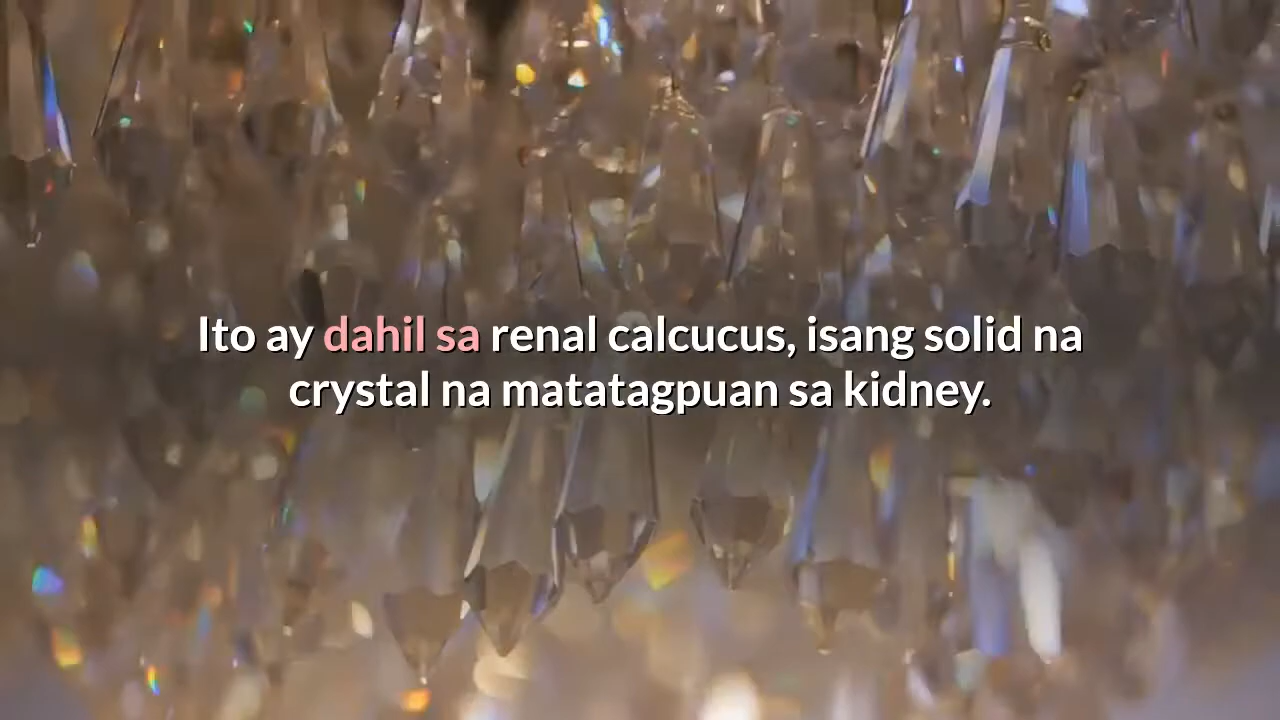 Ito ay dahil sa renal calcucus, isang solid na
crystal na matatagpuan sa kidney.